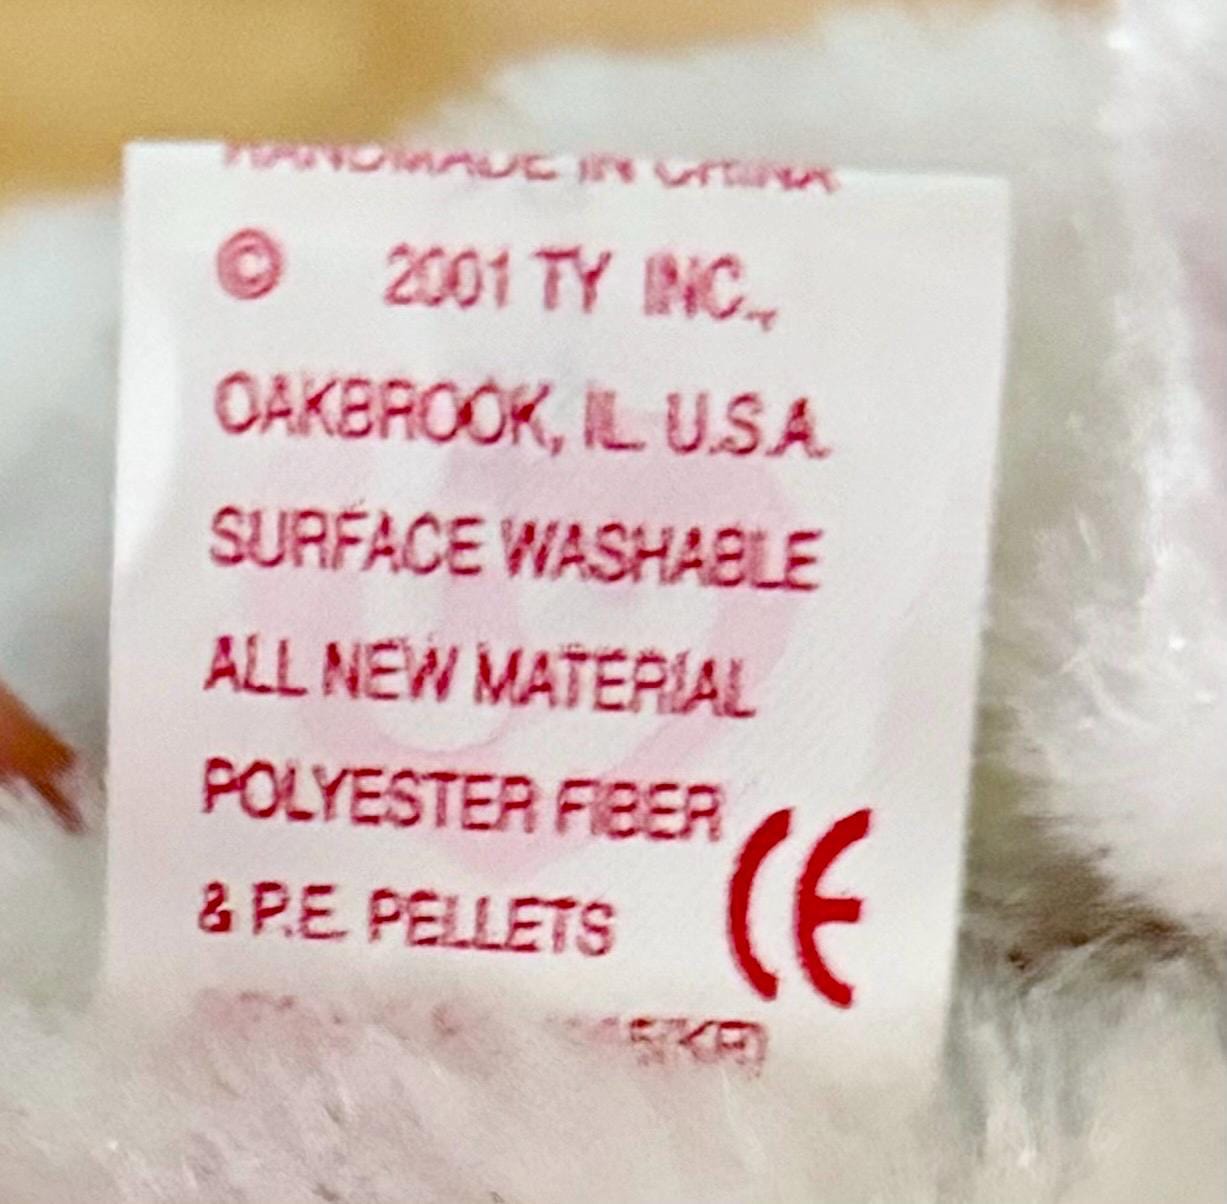 HANDMADE IN CHINA
© 2001 TY INC.,
OAKBROOK, IL. U.S.A.
SURFACE WASHABLE
ALL NEW MATERIAL
POLYESTER FIBER
& P.E. PELLETS
CE